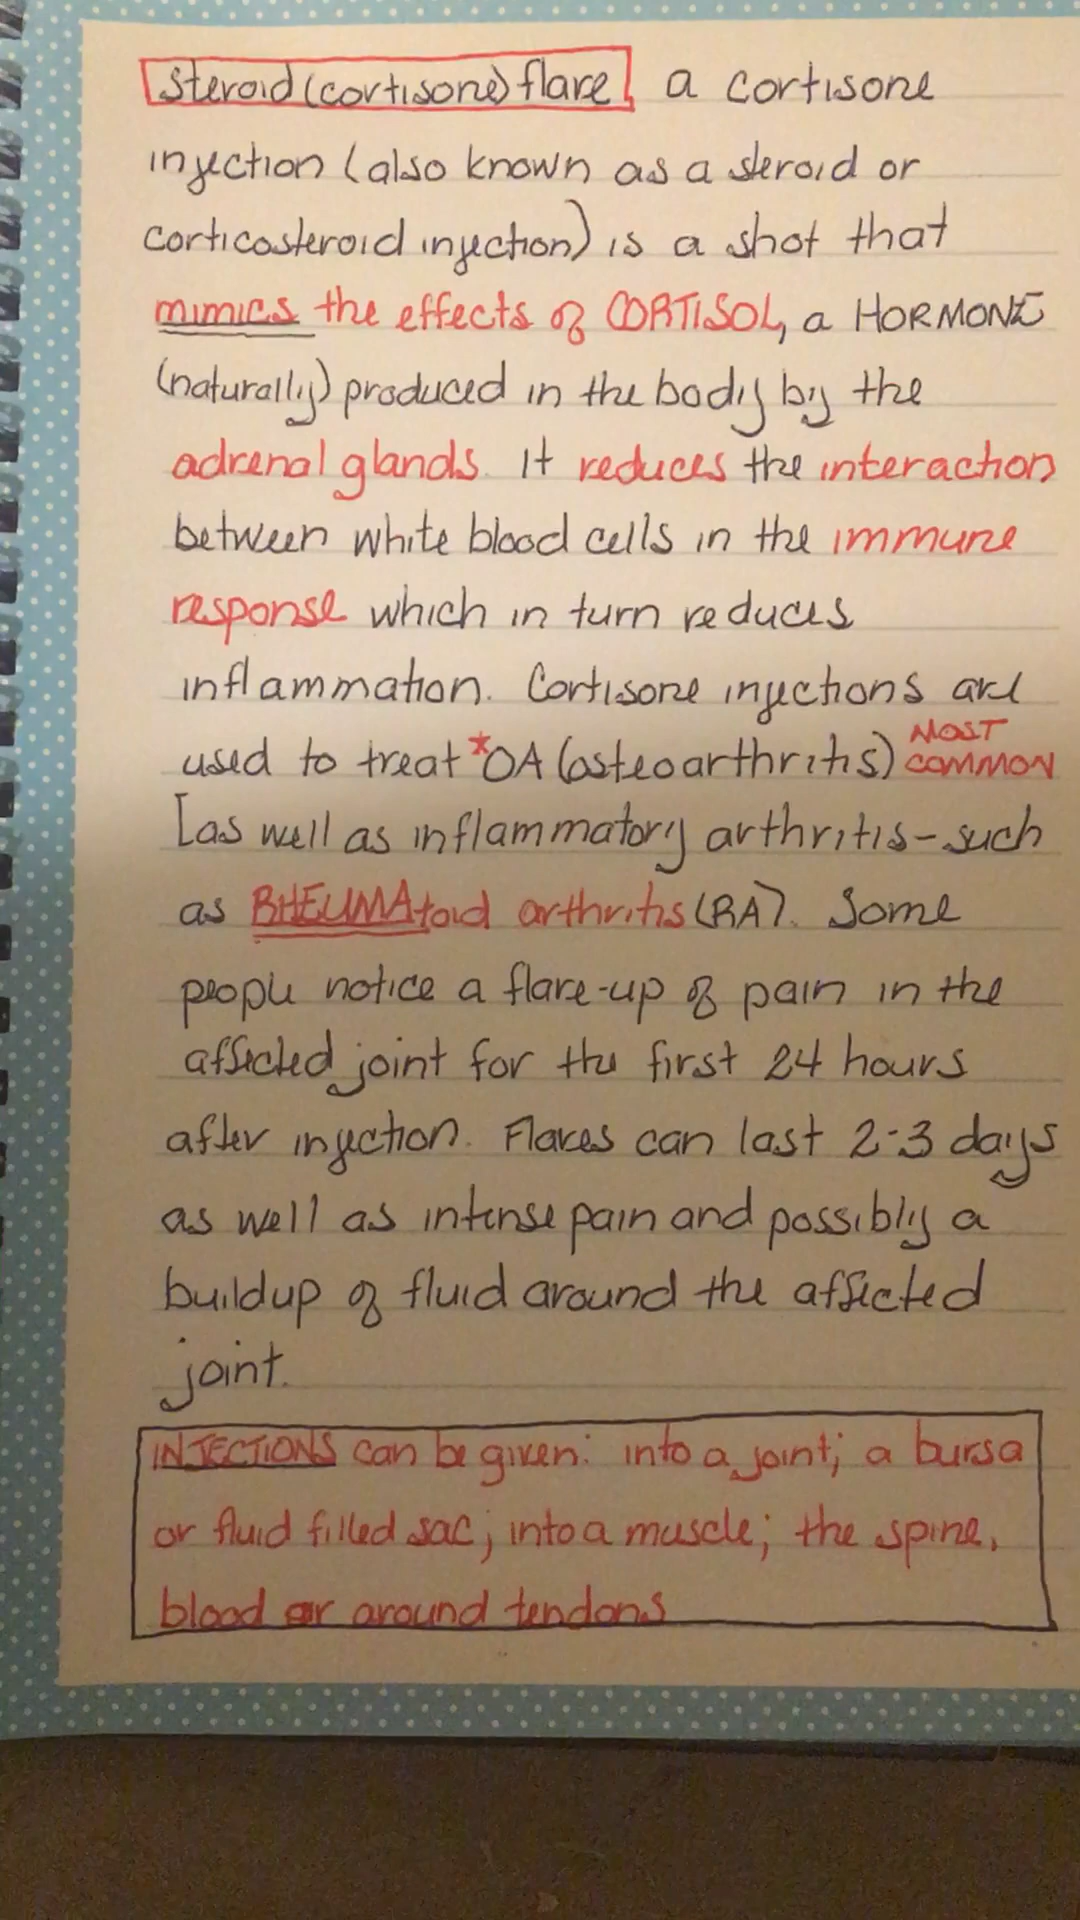 steroid (cortisone) flare, a cortisone
injection (also known as a steroid or
corticosteroid injection) is a shot that
mimics the effects of CORTISOL, a HORMONE
(naturally) produced in the body by the
adrenal glands. It reduces the interaction
between white blood cells in the immune
response which in turn reduces
inflammation. Cortisone injections are
used to treat *OA (osteoarthritis) MOST COMMON
[as well as inflammatory arthritis-such
as RHEUMAtoid arthritis (RA]. Some
people notice a flare-up of pain in the
affected joint for the first 24 hours
after injection. Flares can last 2-3 days
as well as intense pain and possibly a
buildup of fluid around the affected
joint.
INJECTIONS can be given: into a joint; a bursa
or fluid filled sac; into a muscle; the spine,
blood or around tendons